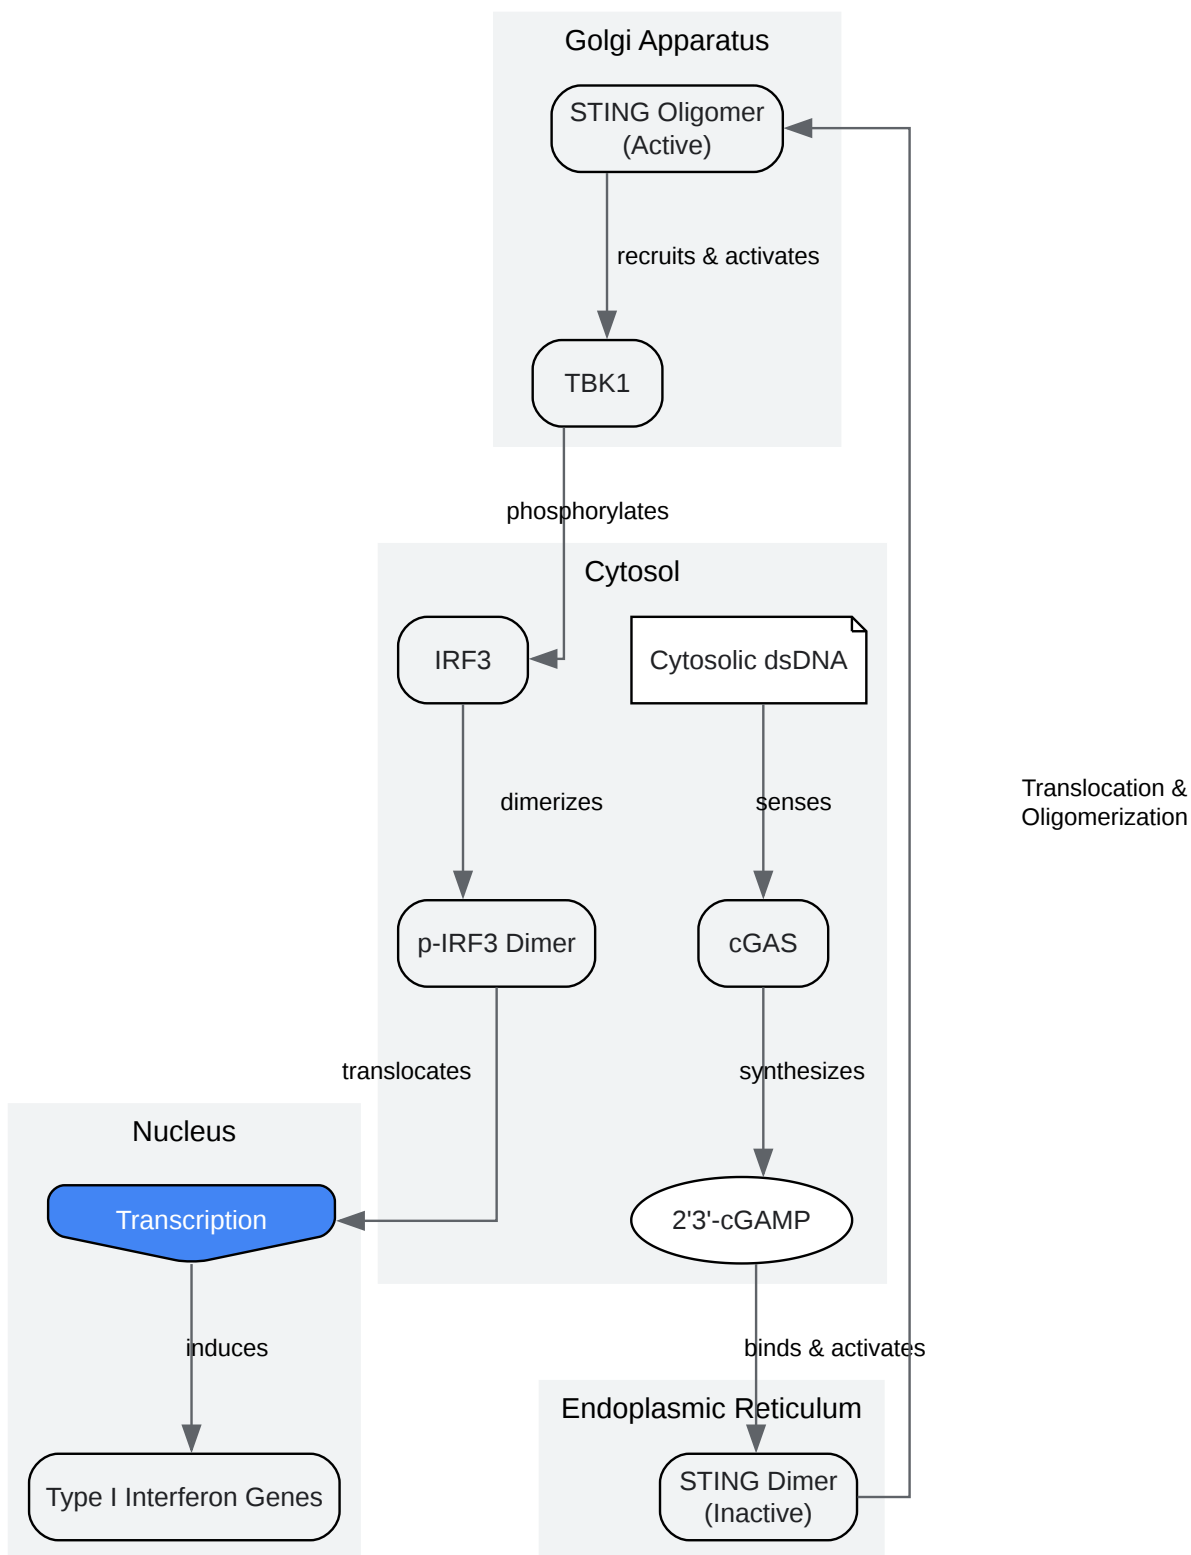 Golgi Apparatus
STING Oligomer
(Active)
recruits & activates
TBK1
phosphorylates
Cytosol
IRF3
Cytosolic dsDNA
dimerizes
senses
Translocation &
Oligomerization
p-IRF3 Dimer
cGAS
translocates
synthesizes
Nucleus
Transcription
2'3'-cGAMP
induces
binds & activates
Endoplasmic Reticulum
Type I Interferon Genes
STING Dimer
(Inactive)